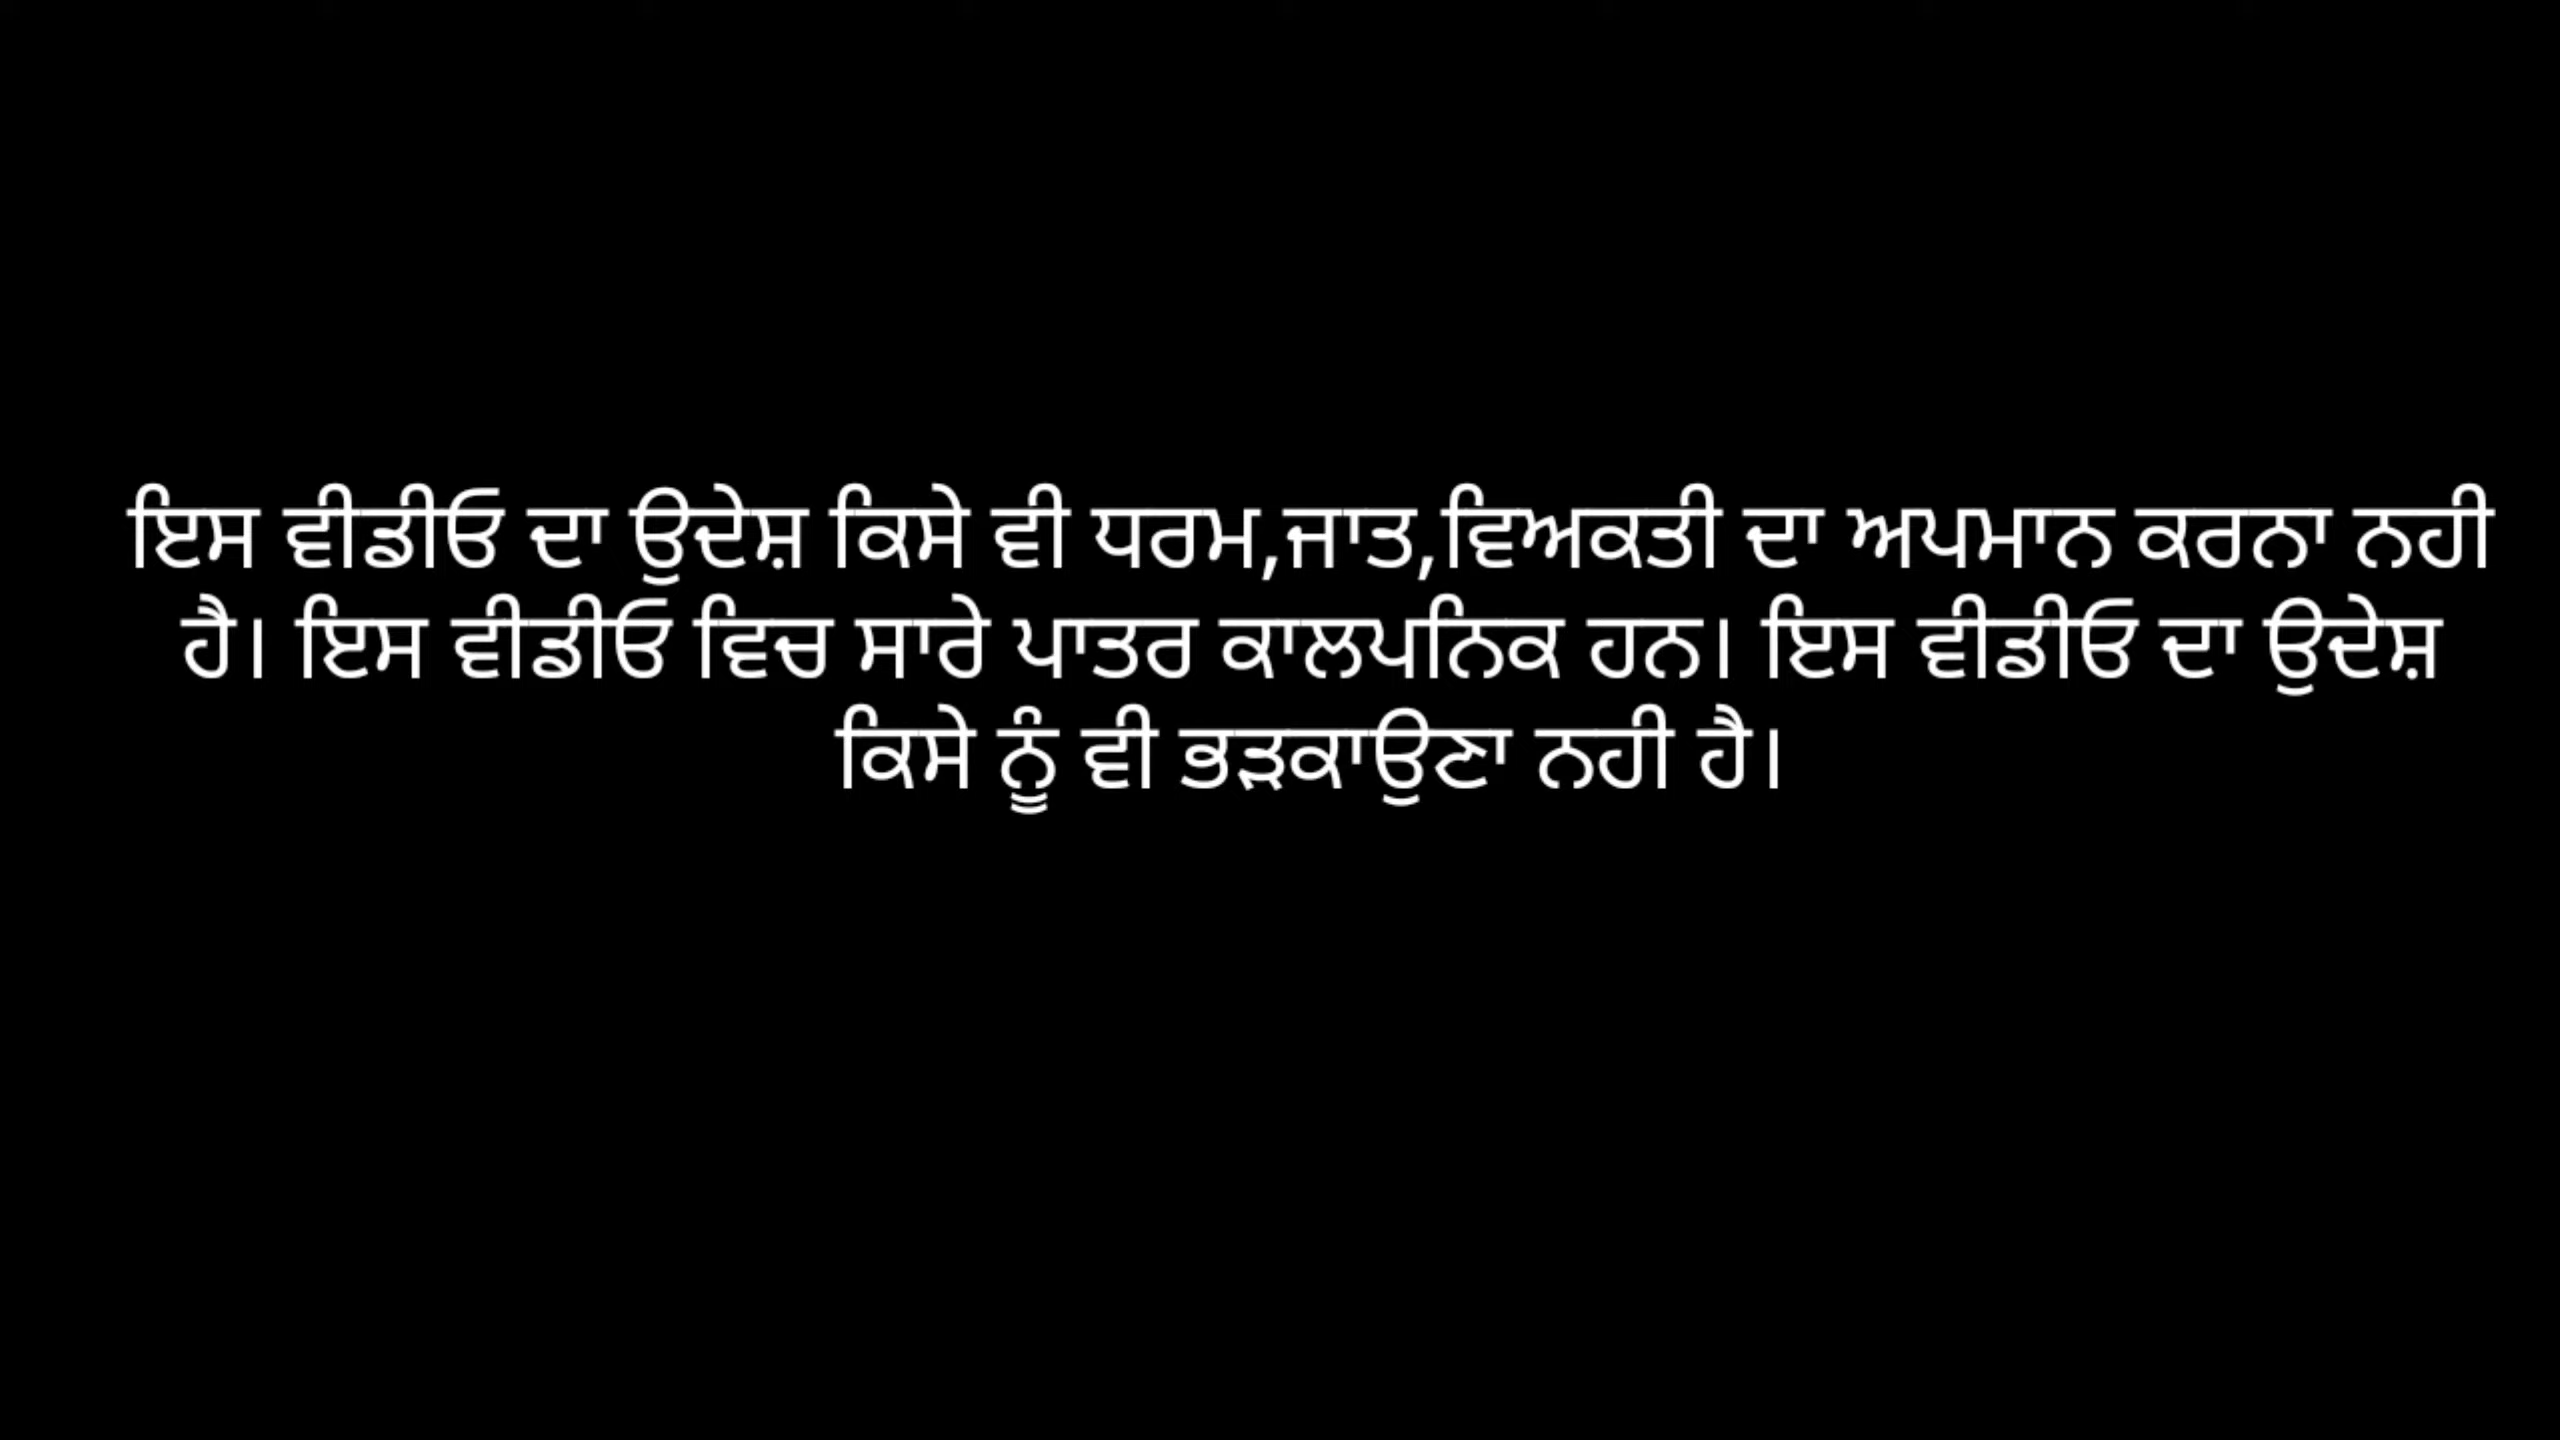 ਇਸ ਵੀਡੀਓ ਦਾ ਉਦੇਸ਼ ਕਿਸੇ ਵੀ ਧਰਮ,ਜਾਤ,ਵਿਅਕਤੀ ਦਾ ਅਪਮਾਨ ਕਰਨਾ ਨਹੀ
ਹੈ। ਇਸ ਵੀਡੀਓ ਵਿਚ ਸਾਰੇ ਪਾਤਰ ਕਾਲਪਨਿਕ ਹਨ। ਇਸ ਵੀਡੀਓ ਦਾ ਉਦੇਸ਼
ਕਿਸੇ ਨੂੰ ਵੀ ਭੜਕਾਉਣਾ ਨਹੀ ਹੈ।